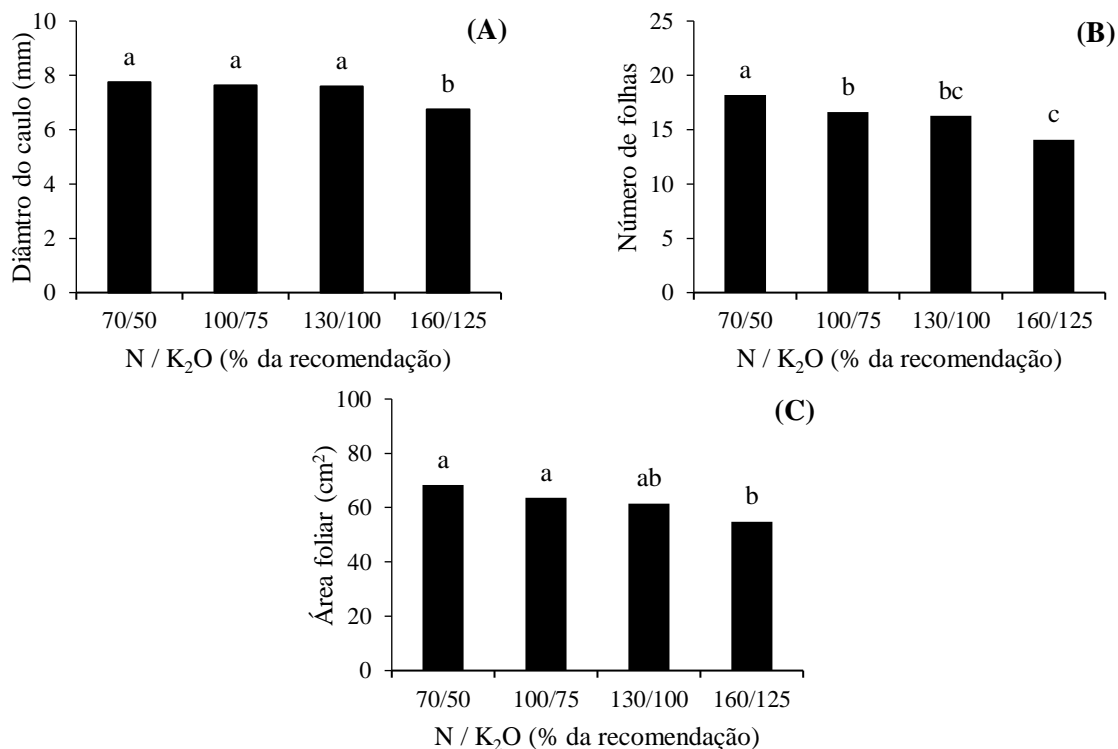 (A)
Diâmtro do caulo (mm)
10
8
6
4
2
0
a a a b
70/50 100/75 130/100 160/125
N / K₂O (% da recomendação)
(B)
Número de folhas
25
20
15
10
5
0
a b bc c
70/50 100/75 130/100 160/125
N / K₂O (% da recomendação)
(C)
Área foliar (cm²)
100
80
60
40
20
0
a a ab b
70/50 100/75 130/100 160/125
N / K₂O (% da recomendação)